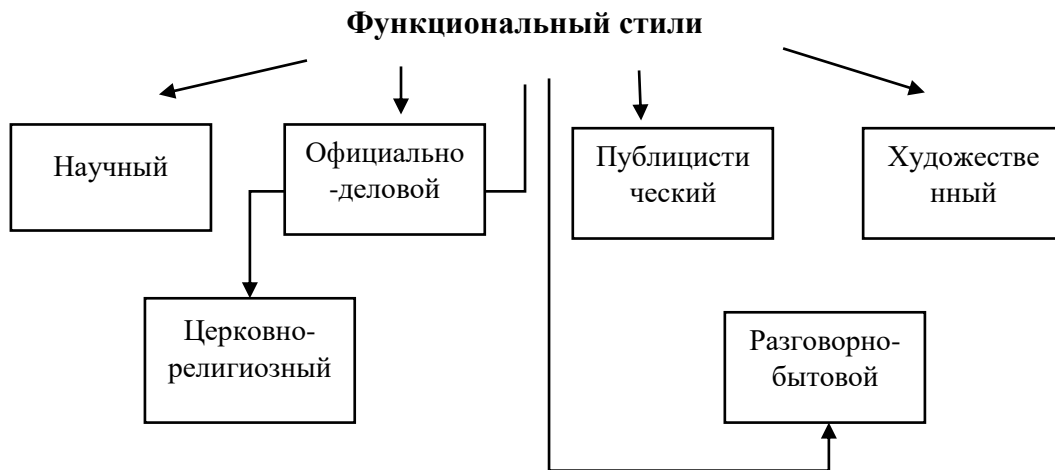 Функциональный стили
Научный
Официально
-деловой
Публицисти
ческий
Художестве
нный
Церковно-
религиозный
Разговорно-
бытовой